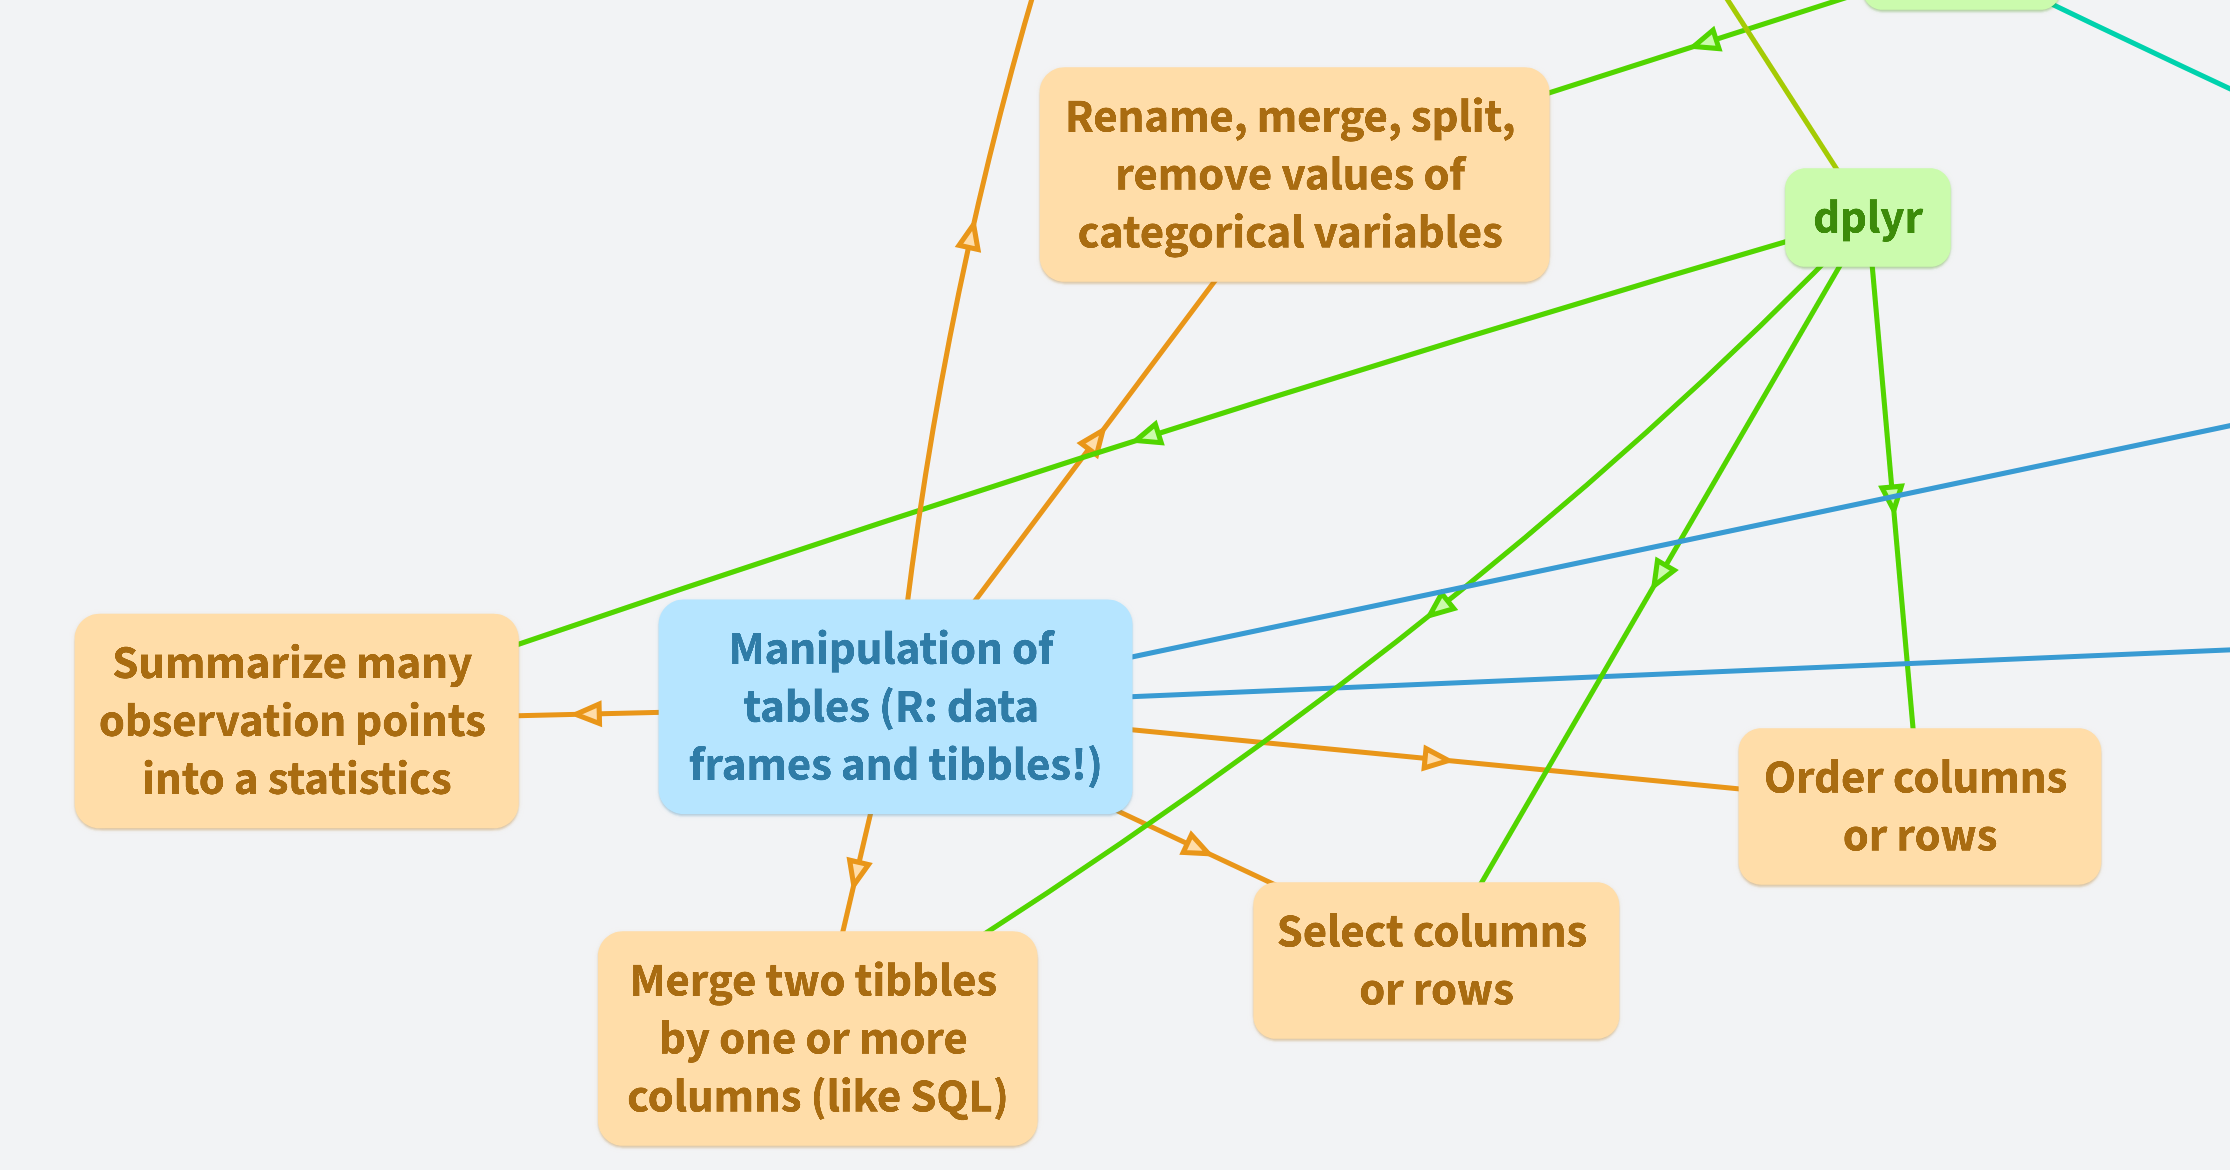 Rename, merge, split,
remove values of
categorical variables
dplyr
Summarize many
observation points
into a statistics
Manipulation of
tables (R: data
frames and tibbles!)
Order columns
or rows
Select columns
or rows
Merge two tibbles
by one or more
columns (like SQL)